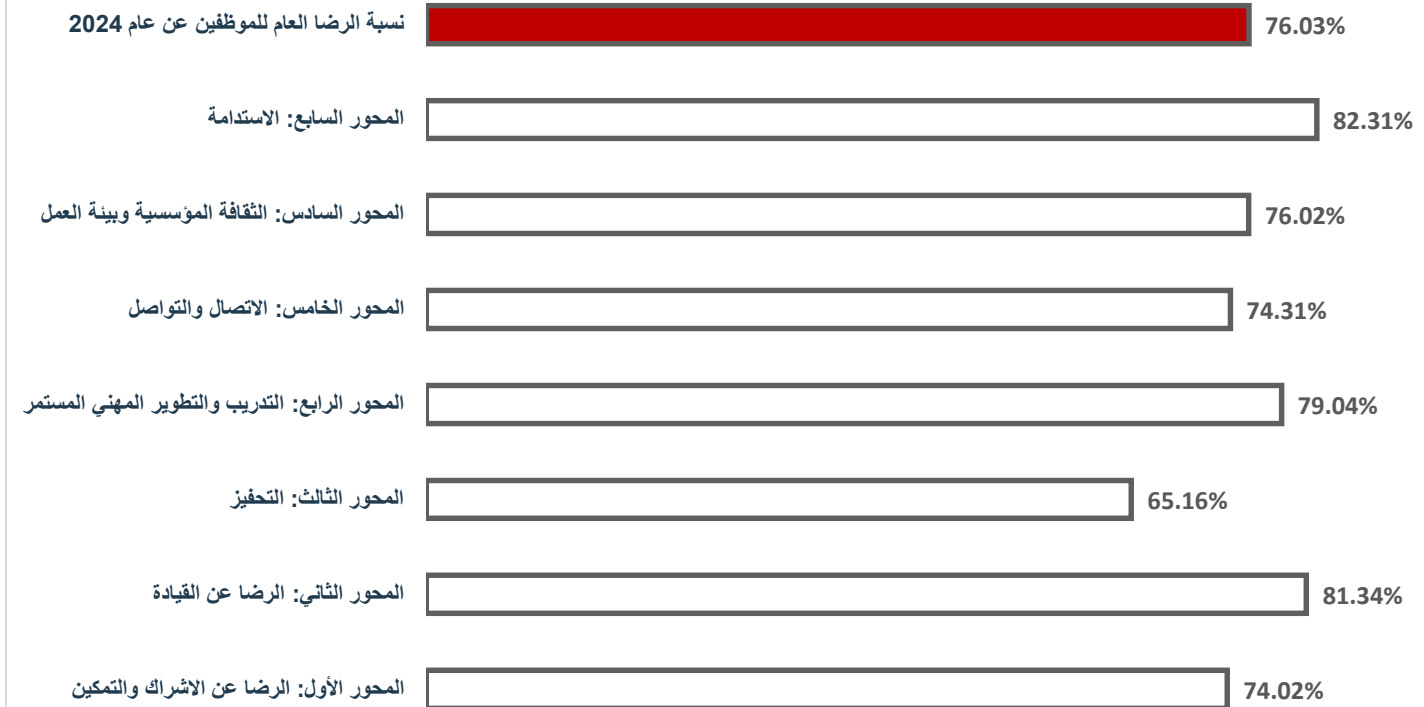 نسبة الرضا العام للموظفين عن عام 2024
76.03%
المحور السابع: الاستدامة
82.31%
المحور السادس: الثقافة المؤسسية وبيئة العمل
76.02%
المحور الخامس: الاتصال والتواصل
74.31%
المحور الرابع: التدريب والتطوير المهني المستمر
79.04%
المحور الثالث: التحفيز
65.16%
المحور الثاني: الرضا عن القيادة
81.34%
المحور الأول: الرضا عن الاشراك والتمكين
74.02%